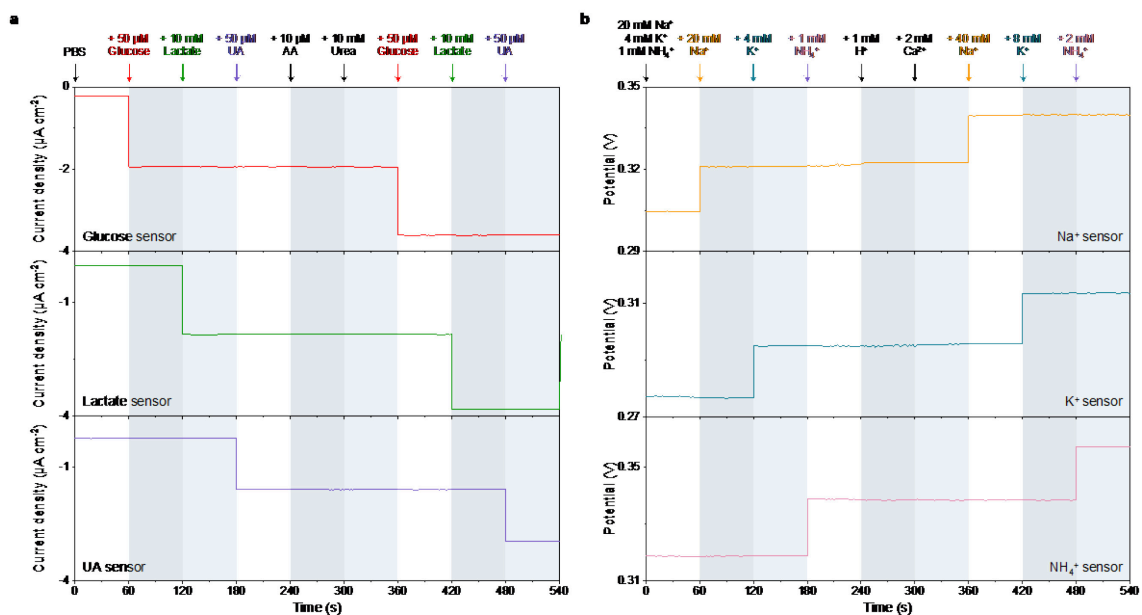 a
+ 50 µM + 10 mM + 50 µM + 10 µM + 10 mM + 50 µM + 10 mM + 50 µM
PBS Glucose Lactate UA AA Urea Glucose Lactate UA
0
-2
-4
Current density (µA cm⁻²)
Glucose sensor
-1
-4
Current density (µA cm⁻²)
Lactate sensor
-1
-4
Current density (µA cm⁻²)
UA sensor
0 60 120 180 240 300 360 420 480 540
Time (s)
b
20 mM Na⁺
4 mM K⁺ + 20 mM + 4 mM + 1 mM + 1 mM + 2 mM + 40 mM + 8 mM + 2 mM
1 mM NH₄⁺ Na⁺ K⁺ NH₄⁺ H⁺ Ca²⁺ Na⁺ K⁺ NH₄⁺
0.35
0.32
0.29
Potential (V)
Na⁺ sensor
0.31
0.27
Potential (V)
K⁺ sensor
0.35
0.31
Potential (V)
NH₄⁺ sensor
0 60 120 180 240 300 360 420 480 540
Time (s)